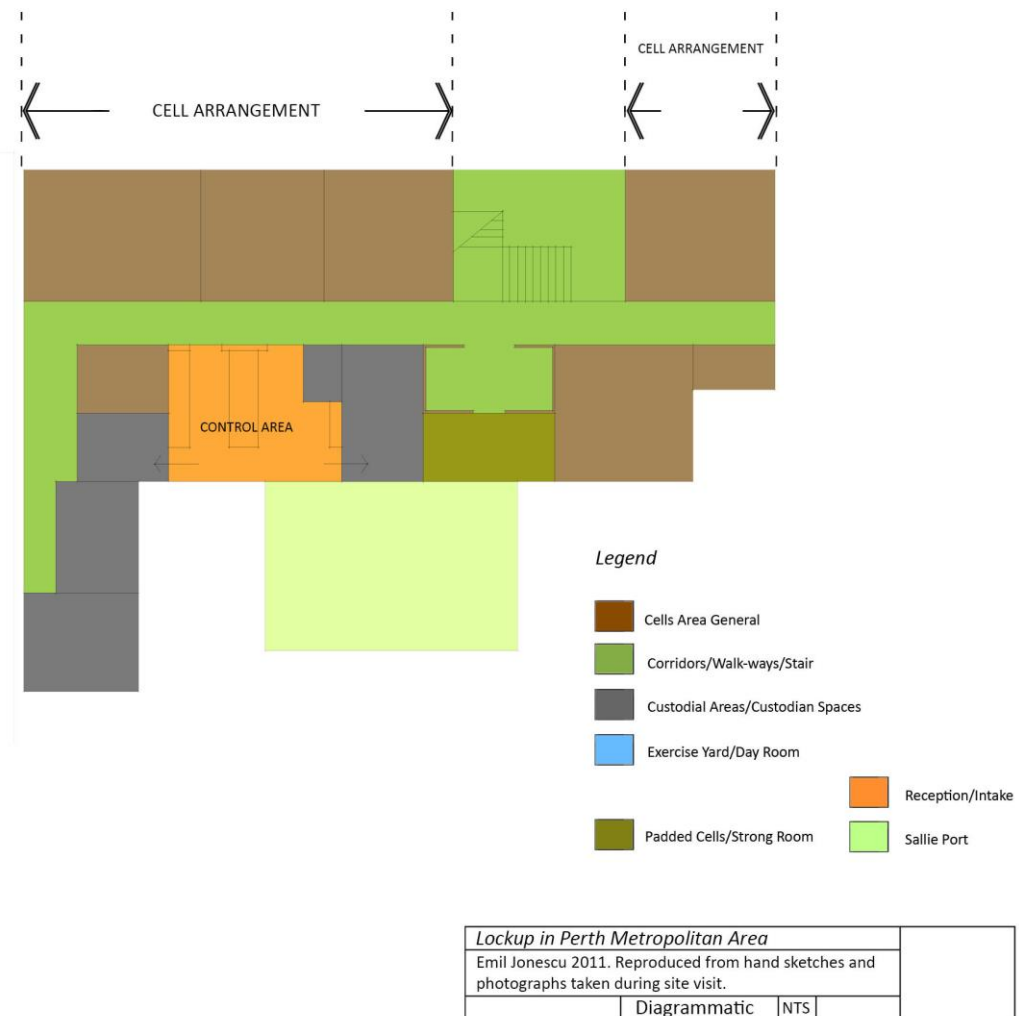 CELL ARRANGEMENT
CELL ARRANGEMENT
CONTROL AREA
Legend
Cells Area General
Corridors/Walk-ways/Stair
Custodial Areas/Custodian Spaces
Exercise Yard/Day Room
Reception/Intake
Padded Cells/Strong Room
Sallie Port
Lockup in Perth Metropolitan Area
Emil Jonescu 2011. Reproduced from hand sketches and
photographs taken during site visit.
Diagrammatic NTS